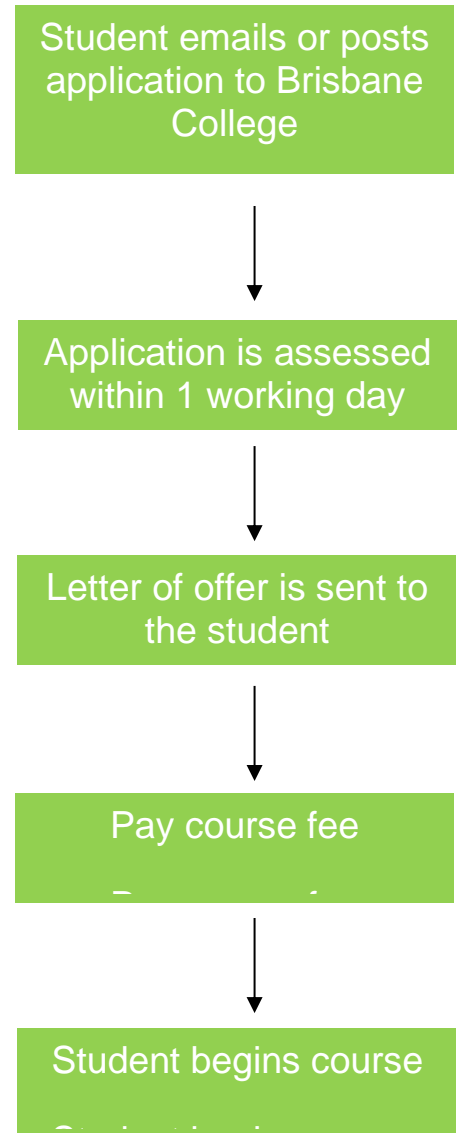 Student emails or posts
application to Brisbane
College
Application is assessed
within 1 working day
Letter of offer is sent to
the student
Pay course fee
Student begins course